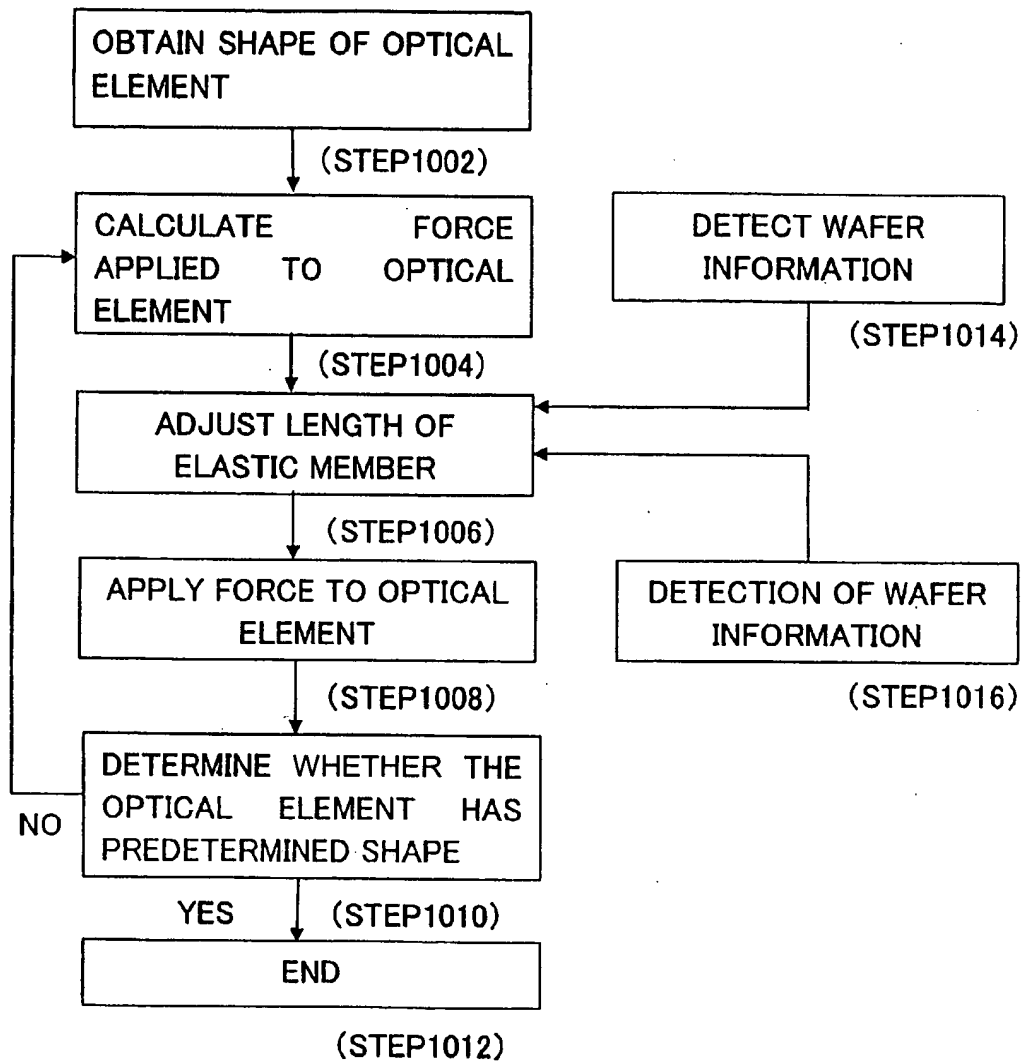 OBTAIN SHAPE OF OPTICAL
ELEMENT
(STEP1002)
CALCULATE FORCE
APPLIED TO OPTICAL
ELEMENT
(STEP1004)
ADJUST LENGTH OF
ELASTIC MEMBER
(STEP1006)
APPLY FORCE TO OPTICAL
ELEMENT
(STEP1008)
DETERMINE WHETHER THE
OPTICAL ELEMENT HAS
PREDETERMINED SHAPE
NO
YES
(STEP1010)
END
(STEP1012)
DETECT WAFER
INFORMATION
(STEP1014)
DETECTION OF WAFER
INFORMATION
(STEP1016)